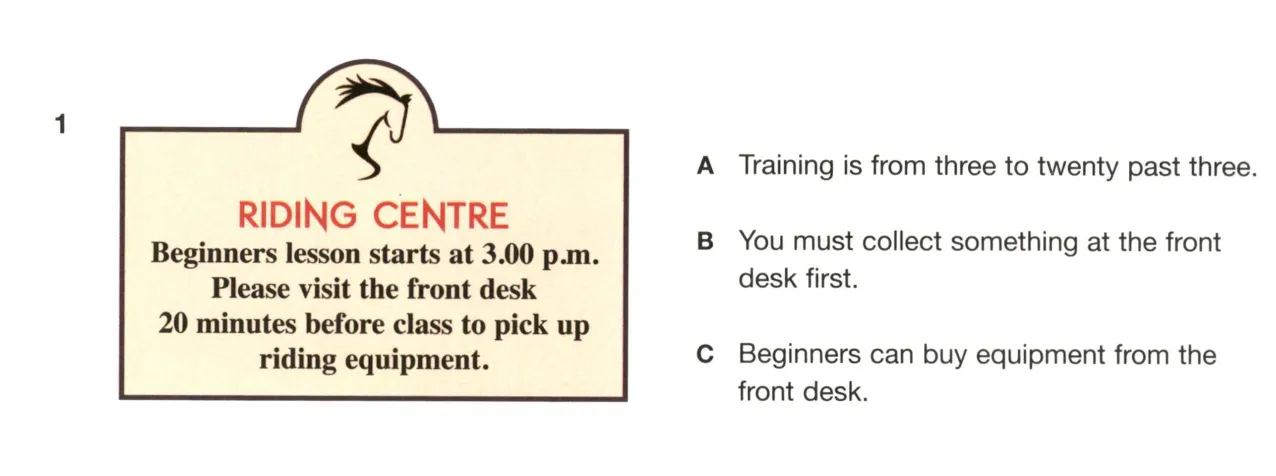 1
RIDING CENTRE
Beginners lesson starts at 3.00 p.m.
Please visit the front desk
20 minutes before class to pick up
riding equipment.
A Training is from three to twenty past three.
B You must collect something at the front
desk first.
C Beginners can buy equipment from the
front desk.